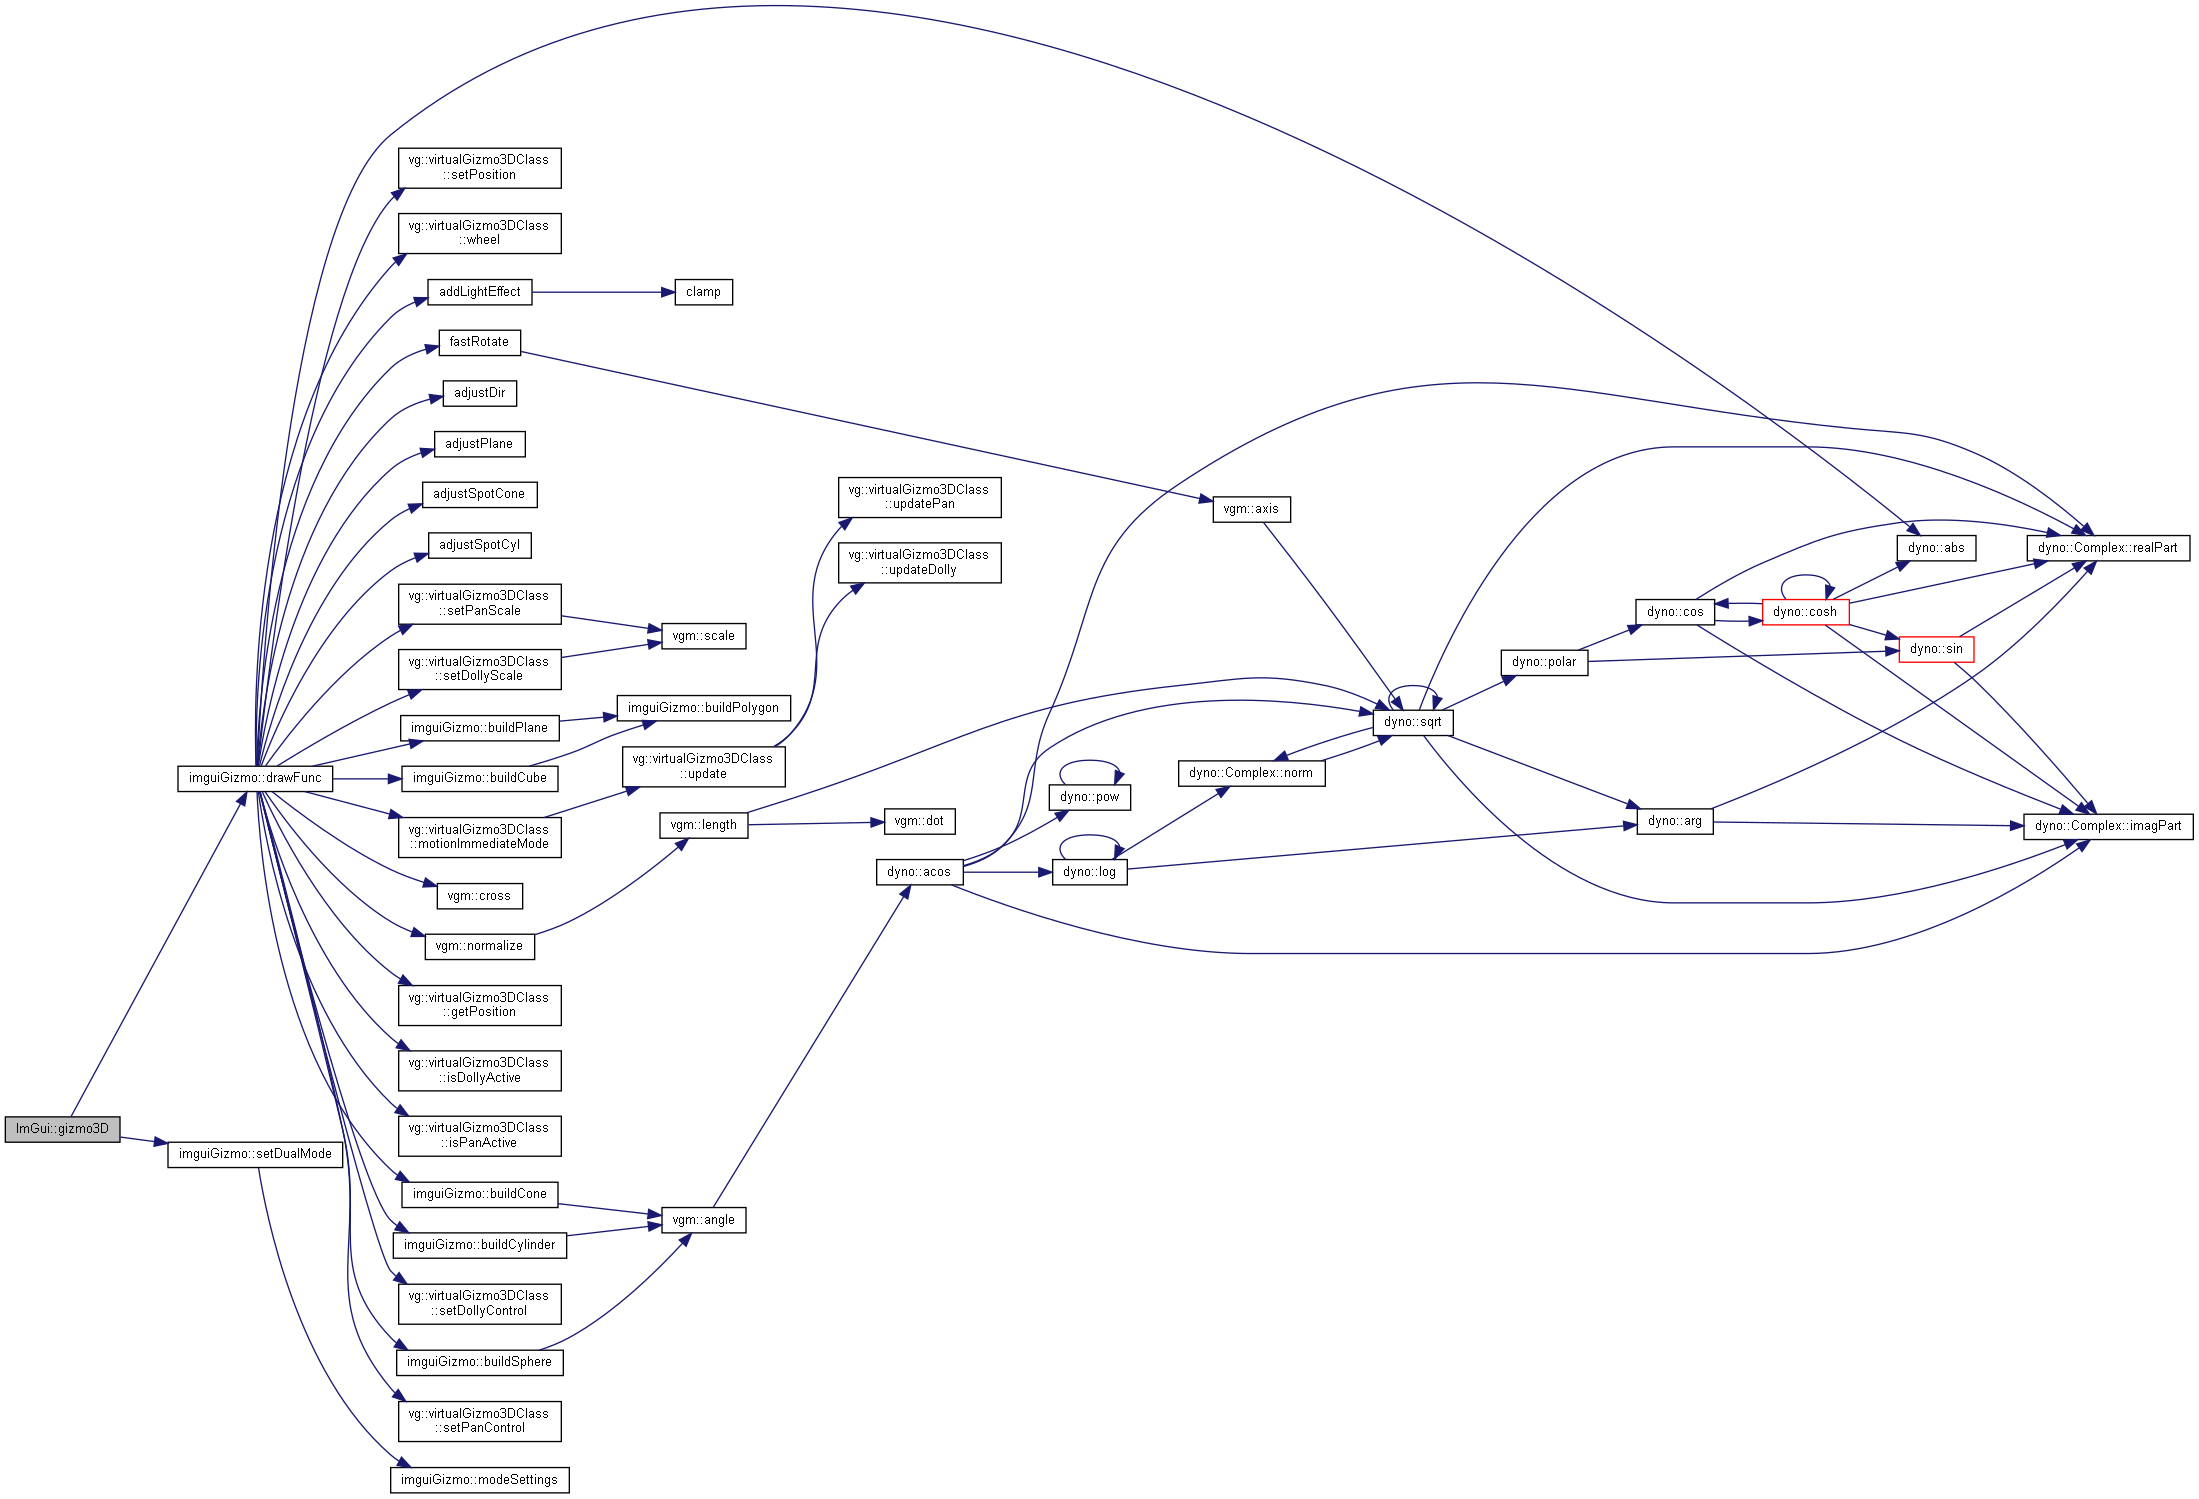 vg::virtualGizmo3DClass
::setPosition
vg::virtualGizmo3DClass
::wheel
addLightEffect
clamp
fastRotate
adjustDir
adjustPlane
adjustSpotCone
adjustSpotCyl
vg::virtualGizmo3DClass
::setPanScale
vg::virtualGizmo3DClass
::setDollyScale
vgm::scale
imguiGizmo::buildPlane
imguiGizmo::buildPolygon
imguiGizmo::drawFunc
imguiGizmo::buildCube
vg::virtualGizmo3DClass
::update
vg::virtualGizmo3DClass
::updatePan
vg::virtualGizmo3DClass
::updateDolly
vg::virtualGizmo3DClass
::motionImmediateMode
vgm::cross
vgm::normalize
vgm::length
vgm::dot
vg::virtualGizmo3DClass
::getPosition
vg::virtualGizmo3DClass
::isDollyActive
vg::virtualGizmo3DClass
::isPanActive
ImGui::gizmo3D
imguiGizmo::setDualMode
imguiGizmo::buildCone
imguiGizmo::buildCylinder
vgm::angle
vg::virtualGizmo3DClass
::setDollyControl
imguiGizmo::buildSphere
vg::virtualGizmo3DClass
::setPanControl
imguiGizmo::modeSettings
dyno::acos
dyno::pow
dyno::log
dyno::Complex::norm
vgm::axis
dyno::sqrt
dyno::polar
dyno::cos
dyno::arg
dyno::cosh
dyno::abs
dyno::sin
dyno::Complex::realPart
dyno::Complex::imagPart